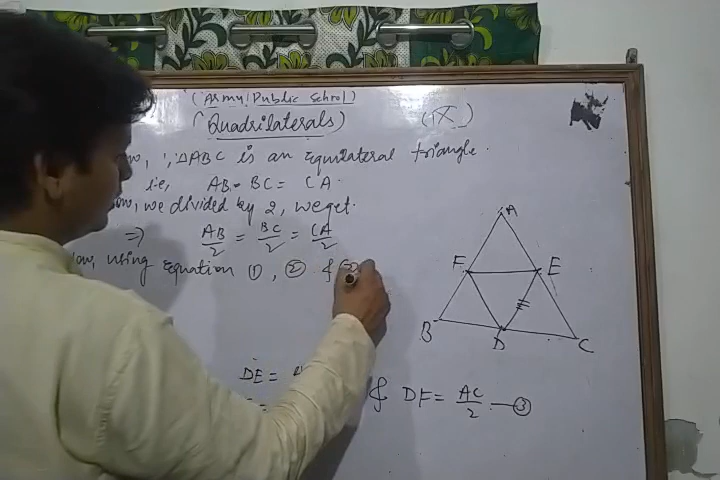 (Army Public School)
(Quadrilaterals) (IX)
∵ △ABC is an Equilateral triangle.
i.e, AB = BC = CA.
we divided by 2, we get.
⇒ AB/2 = BC/2 = CA/2
using Equation ①, ② &
DE =
& DF = AC/2 —③
A
F E
B D C